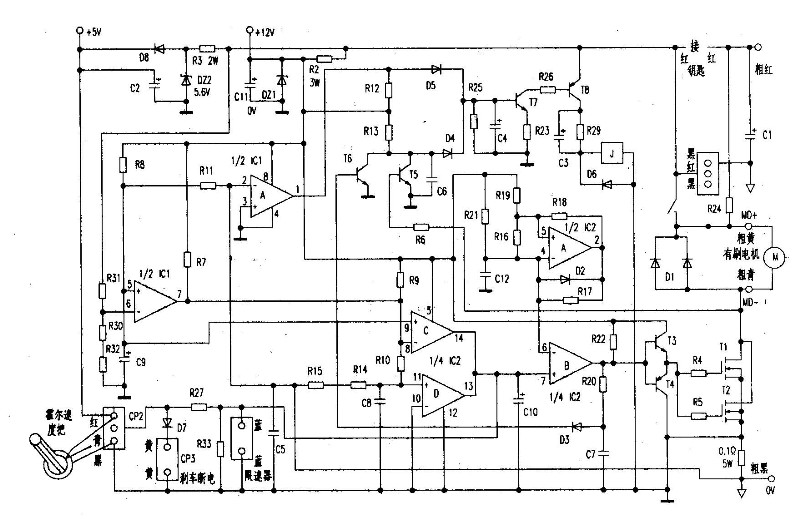 +5V
+12V
D8
R3 2W
DZ2
5.6V
C2
C11
0V
DZ1
R2
3W
R12
D5
R13
D4
R25
C4
T7
R26
T8
R23
C3
R29
J
D6
接
红
红
钥匙
粗红
C1
黑
红
黑
R24
MD+
粗黄
有刷电机
M
粗青
MD-
D1
R8
R11
1/2 IC1
2
3
A
8
4
1
T6
T5
C6
R6
R21
R19
R16
R18
1/2 IC2
5
4
A
2
C12
D2
R17
R31
R30
R32
1/2 IC1
5
6
7
R7
C9
R9
R10
9
8
C
5
14
1/4 IC2
11
10
D
13
12
R15
R14
C8
C10
6
7
B
1
1/4 IC2
R22
R20
D3
C7
T3
T4
R4
R5
T1
T2
0.1Ω
5W
粗黑
0V
霍尔速
度把
红
青
黑
CP2
R27
D7
黄
黄
CP3
刹车断电
R33
蓝
蓝
限速器
C5